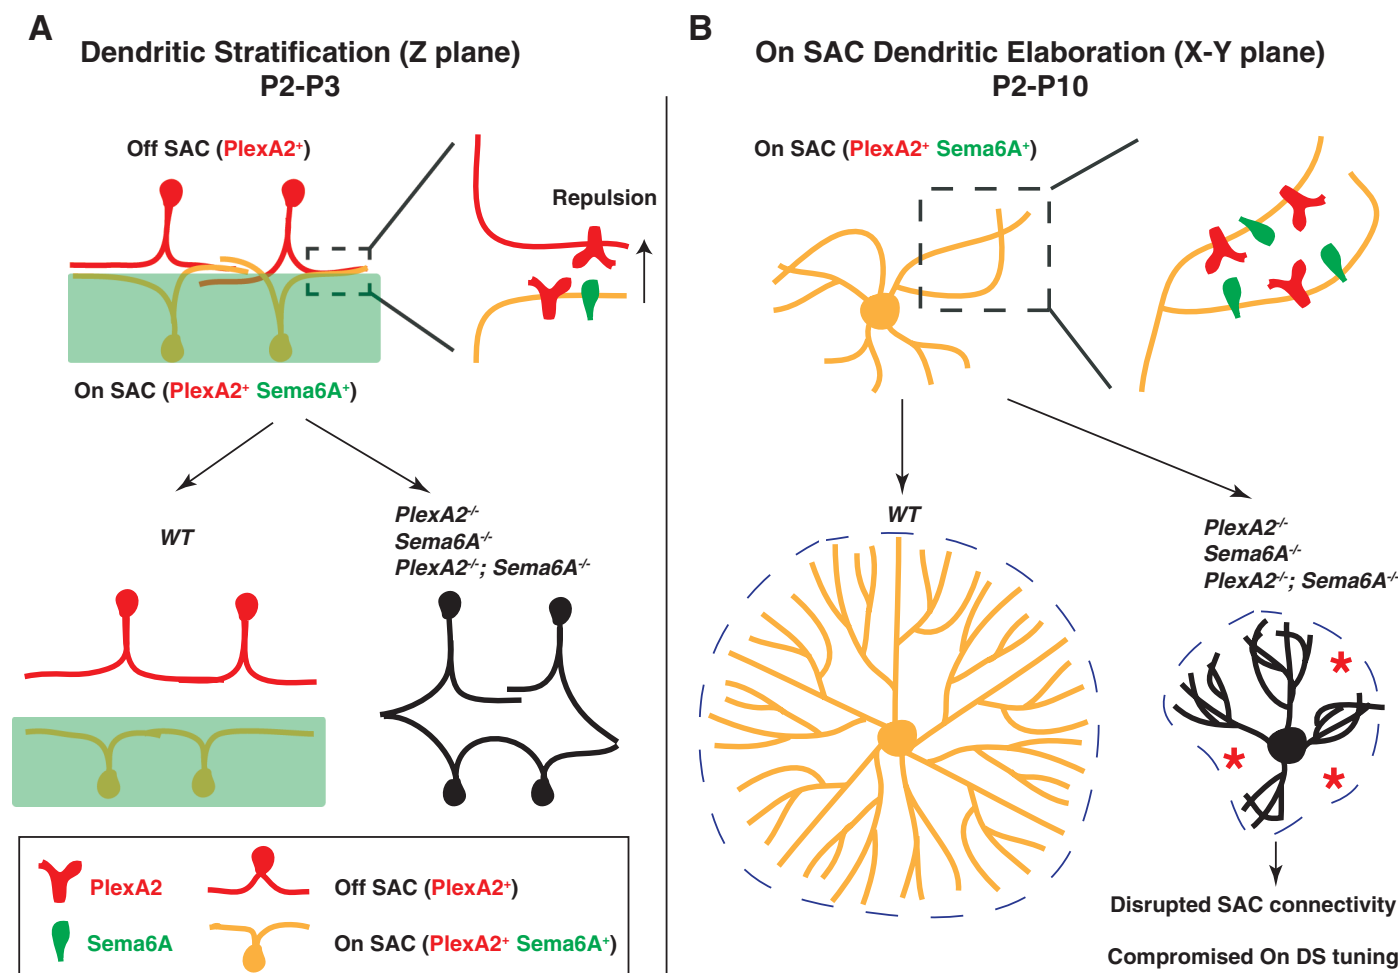 A
Dendritic Stratification (Z plane)
P2-P3
Off SAC (PlexA2⁺)
Repulsion
On SAC (PlexA2⁺ Sema6A⁺)
WT
PlexA2⁻/⁻
Sema6A⁻/⁻
PlexA2⁻/⁻; Sema6A⁻/⁻
PlexA2
Off SAC (PlexA2⁺)
Sema6A
On SAC (PlexA2⁺ Sema6A⁺)
B
On SAC Dendritic Elaboration (X-Y plane)
P2-P10
On SAC (PlexA2⁺ Sema6A⁺)
WT
PlexA2⁻/⁻
Sema6A⁻/⁻
PlexA2⁻/⁻; Sema6A⁻/⁻
*
*
*
Disrupted SAC connectivity
Compromised On DS tuning